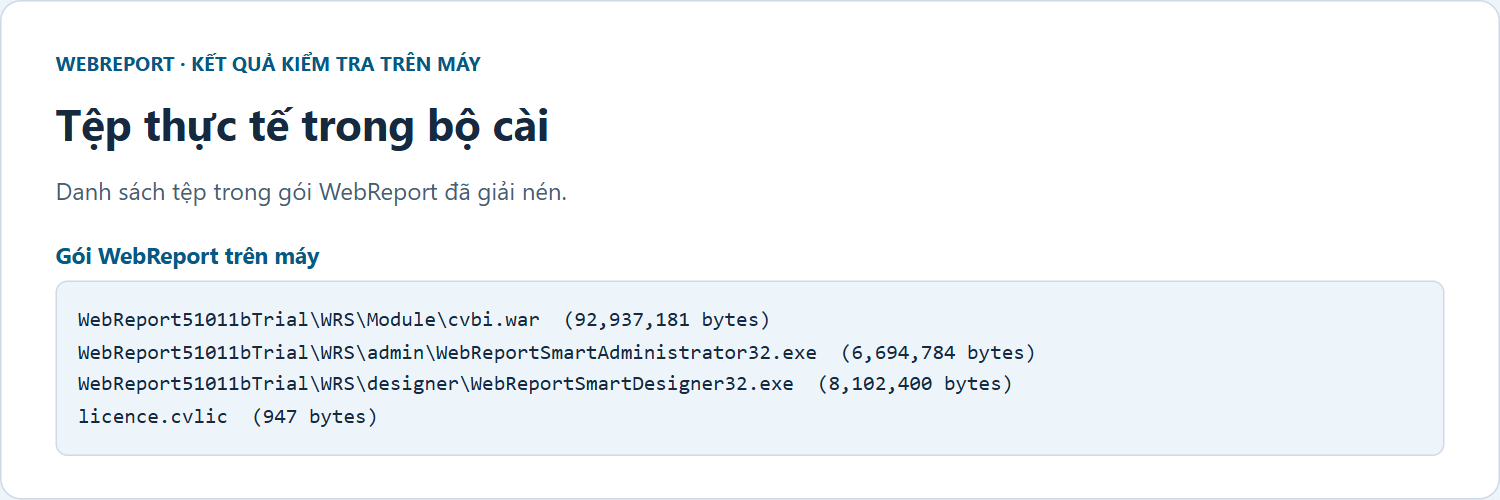 WEBREPORT · KẾT QUẢ KIỂM TRA TRÊN MÁY
Tệp thực tế trong bộ cài
Danh sách tệp trong gói WebReport đã giải nén.
Gói WebReport trên máy
WebReport51011bTrial\WRS\Module\cvbi.war  (92,937,181 bytes)
WebReport51011bTrial\WRS\admin\WebReportSmartAdministrator32.exe  (6,694,784 bytes)
WebReport51011bTrial\WRS\designer\WebReportSmartDesigner32.exe  (8,102,400 bytes)
licence.cvlic  (947 bytes)